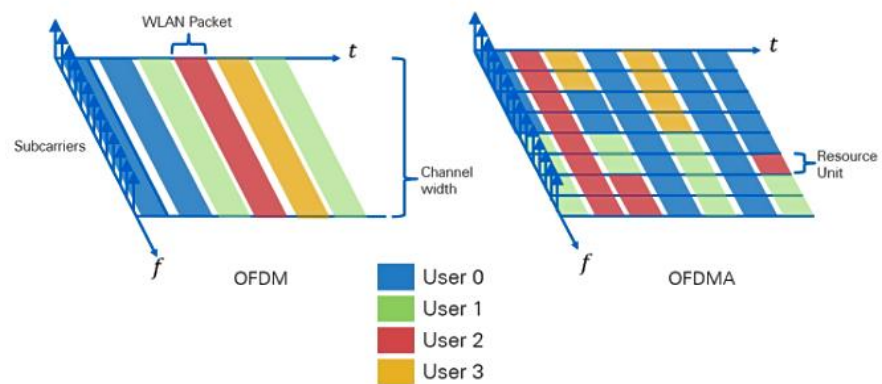 WLAN Packet
t
t
Subcarriers
Channel
width
Resource
Unit
f
OFDM
f
OFDMA
User 0
User 1
User 2
User 3